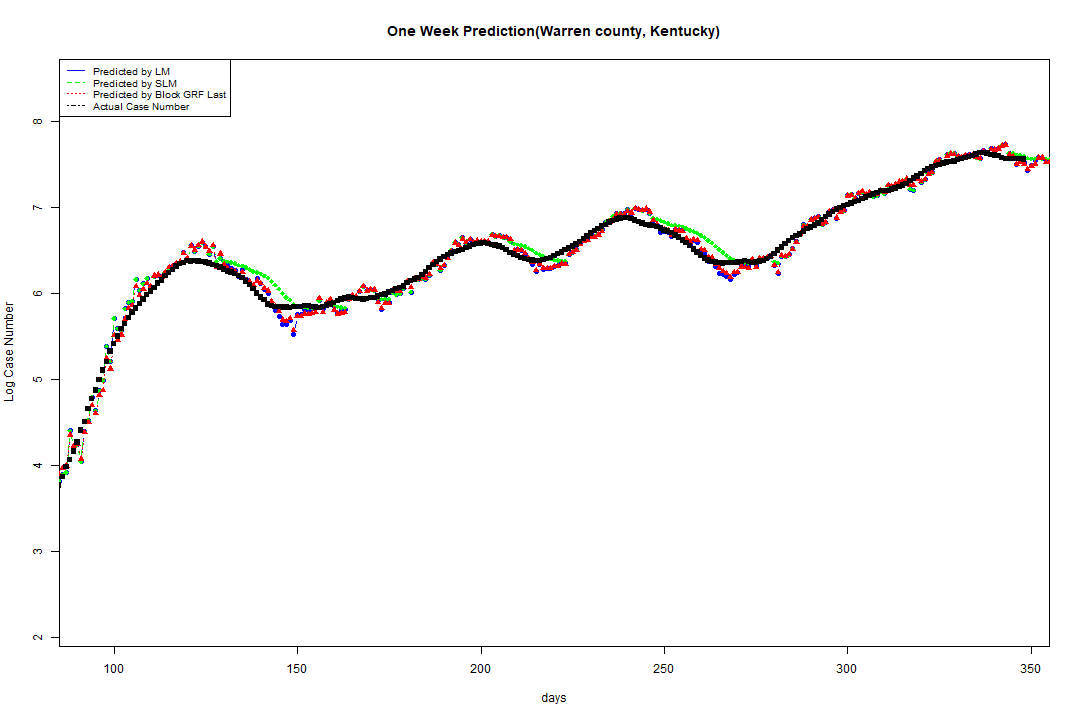 One Week Prediction(Warren county, Kentucky)
Predicted by LM
Predicted by SLM
Predicted by Block GRF Last
Actual Case Number
8
7
6
5
4
3
2
Log Case Number
100 150 200 250 300 350
days